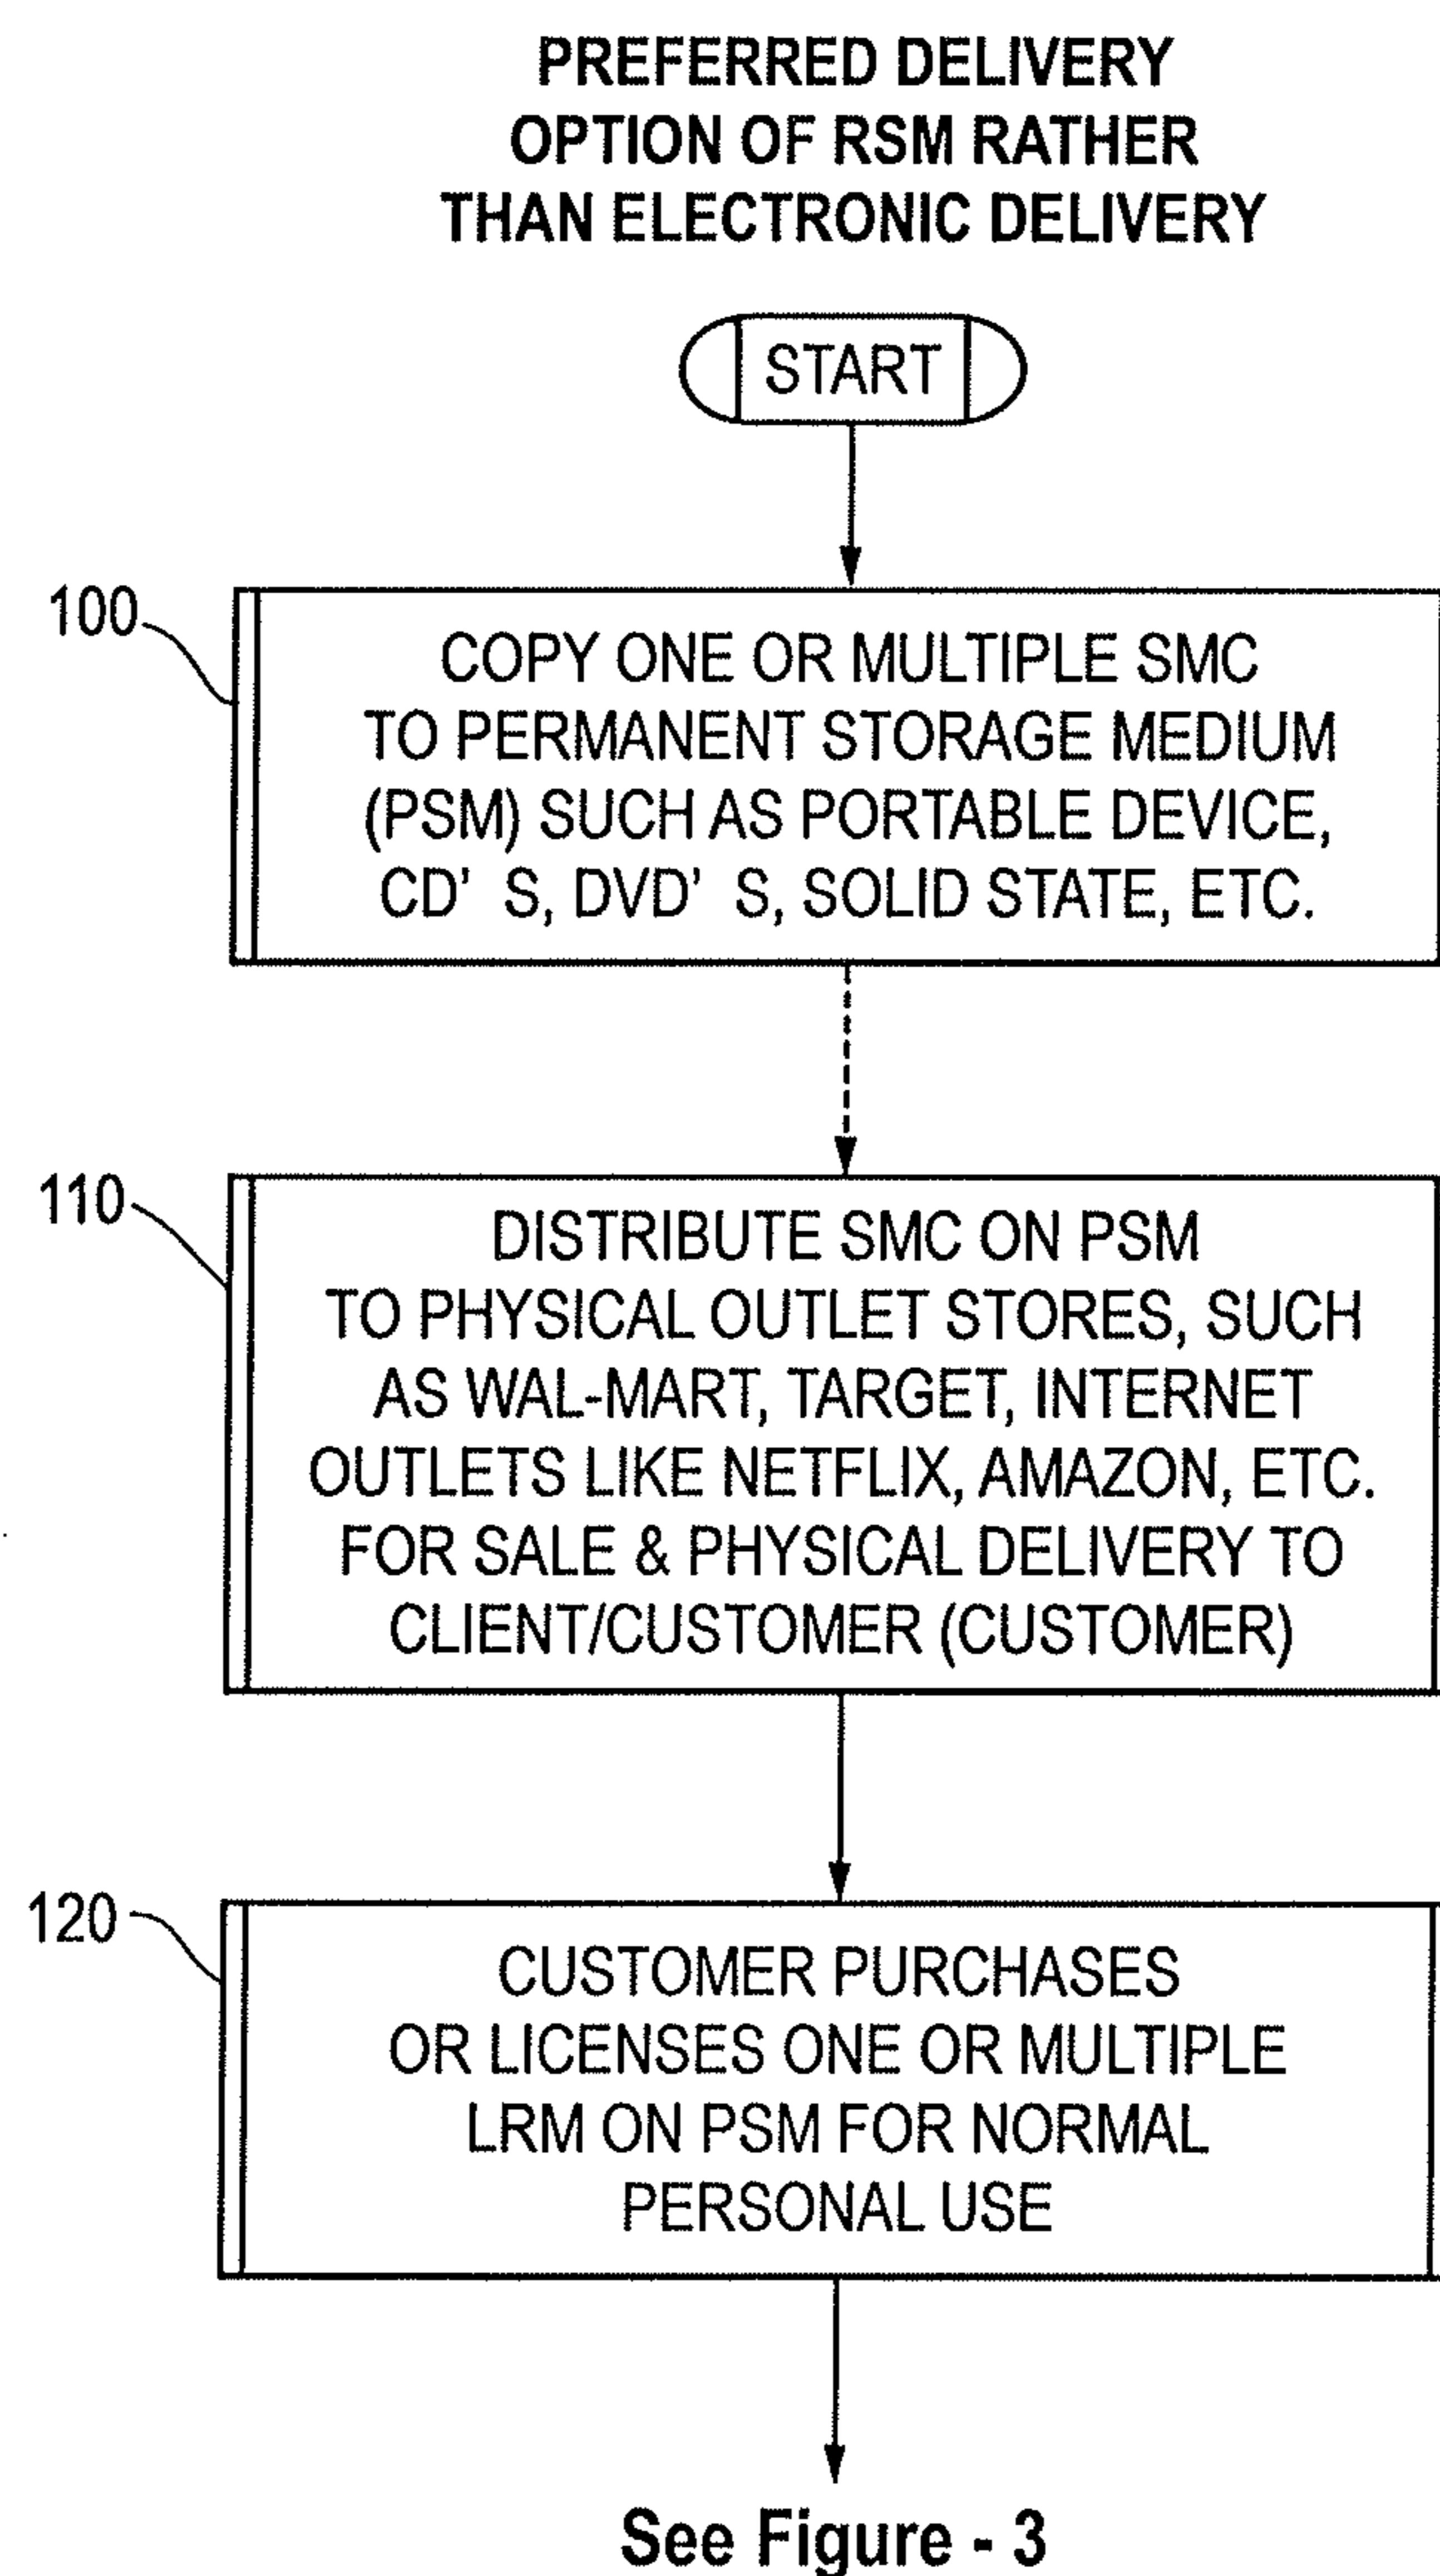 PREFERRED DELIVERY
OPTION OF RSM RATHER
THAN ELECTRONIC DELIVERY
START
100
COPY ONE OR MULTIPLE SMC
TO PERMANENT STORAGE MEDIUM
(PSM) SUCH AS PORTABLE DEVICE,
CD' S, DVD' S, SOLID STATE, ETC.
110
DISTRIBUTE SMC ON PSM
TO PHYSICAL OUTLET STORES, SUCH
AS WAL-MART, TARGET, INTERNET
OUTLETS LIKE NETFLIX, AMAZON, ETC.
FOR SALE & PHYSICAL DELIVERY TO
CLIENT/CUSTOMER (CUSTOMER)
120
CUSTOMER PURCHASES
OR LICENSES ONE OR MULTIPLE
LRM ON PSM FOR NORMAL
PERSONAL USE
See Figure - 3